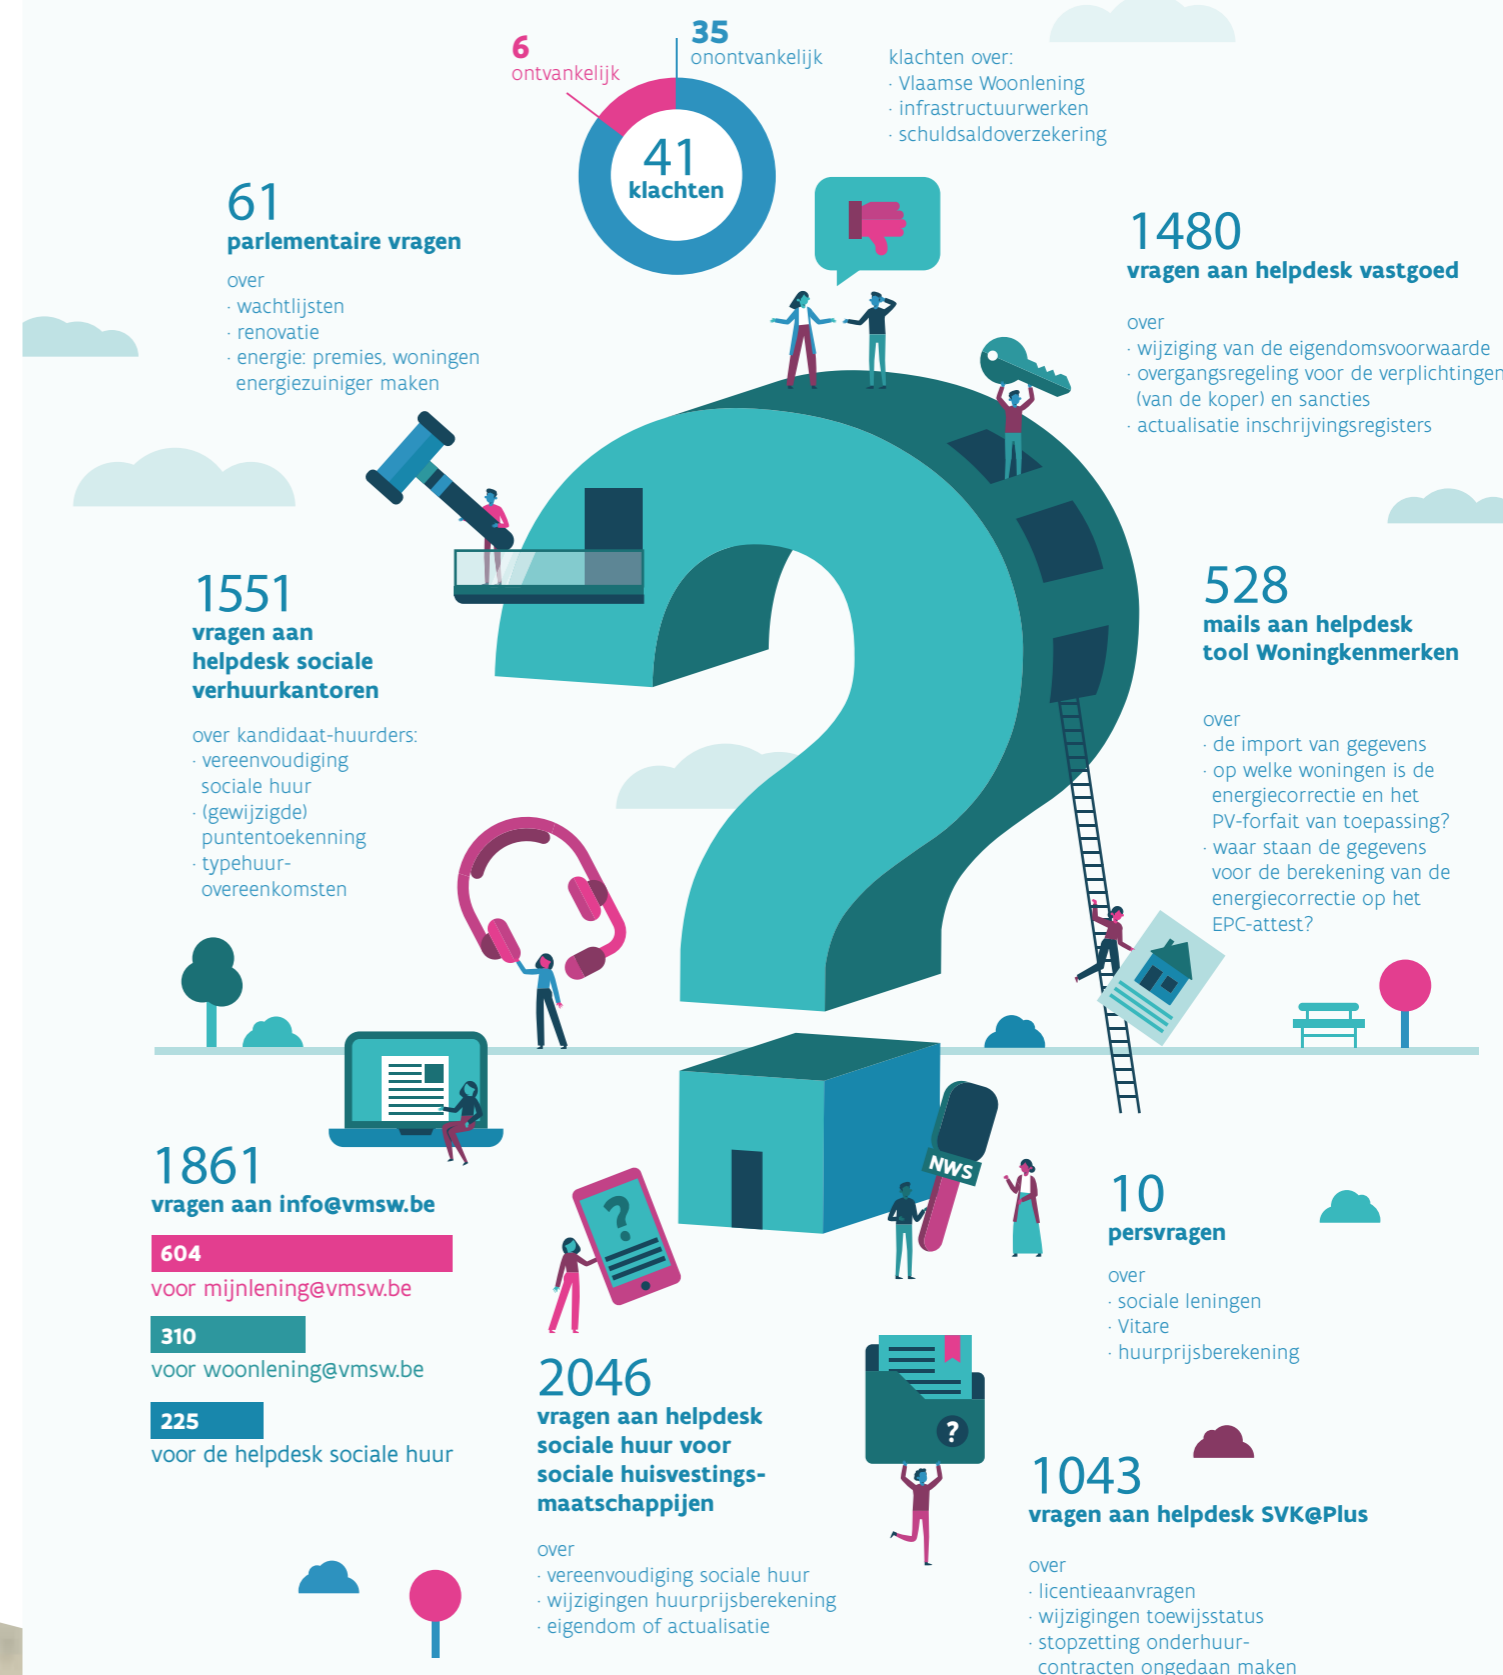 6
ontvankelijk
35
onontvankelijk
41
klachten
klachten over:
· Vlaamse Woonlening
· infrastructuurwerken
· schuldsaldoverzekering
61
parlementaire vragen
over
· wachtlijsten
· renovatie
· energie: premies, woningen
energiezuiniger maken
1480
vragen aan helpdesk vastgoed
over
· wijziging van de eigendomsvoorwaarde
· overgangsregeling voor de verplichtingen
(van de koper) en sancties
· actualisatie inschrijvingsregisters
1551
vragen aan
helpdesk sociale
verhuurkantoren
over kandidaat-huurders:
· vereenvoudiging
sociale huur
· (gewijzigde)
puntentoekenning
· typehuur-
overeenkomsten
528
mails aan helpdesk
tool Woningkenmerken
over
· de import van gegevens
· op welke woningen is de
energiecorrectie en het
PV-forfait van toepassing?
· waar staan de gegevens
voor de berekening van de
energiecorrectie op het
EPC-attest?
1861
vragen aan info@vmsw.be
604
voor mijnlening@vmsw.be
310
voor woonlening@vmsw.be
225
voor de helpdesk sociale huur
?
2046
vragen aan helpdesk
sociale huur voor
sociale huisvestings-
maatschappijen
over
· vereenvoudiging sociale huur
· wijzigingen huurprijsberekening
· eigendom of actualisatie
NWS
10
persvragen
over
· sociale leningen
· Vitare
· huurprijsberekening
?
1043
vragen aan helpdesk SVK@Plus
over
· licentieaanvragen
· wijzigingen toewijsstatus
· stopzetting onderhuur-
contracten ongedaan maken